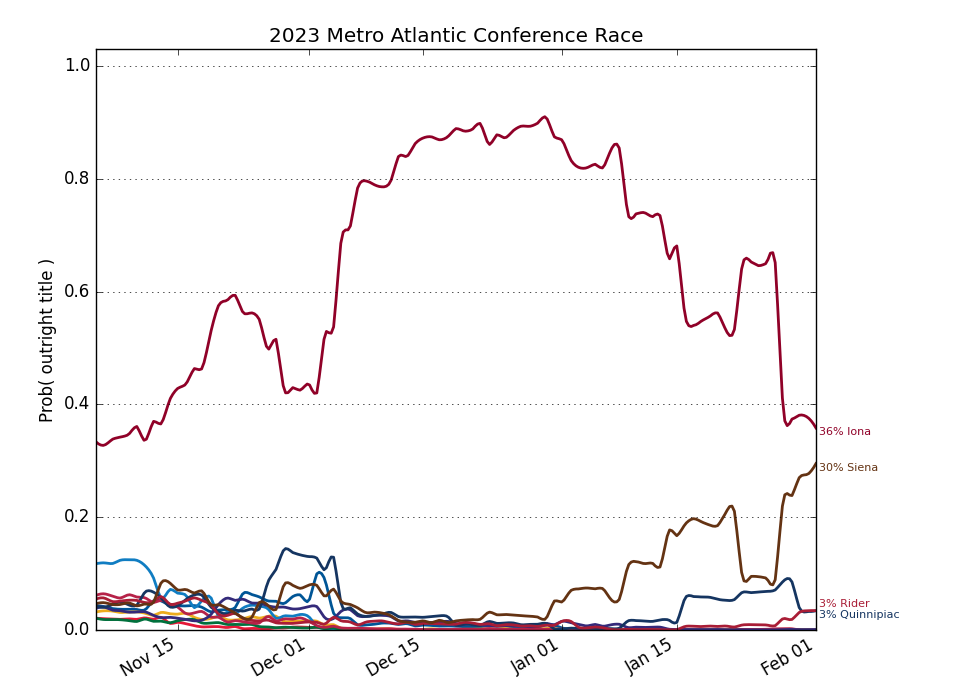 2023 Metro Atlantic Conference Race
Prob( outright title )
1.0
0.8
0.6
0.4
0.2
0.0
36% Iona
30% Siena
3% Rider
3% Quinnipiac
Nov 15
Dec 01
Dec 15
Jan 01
Jan 15
Feb 01